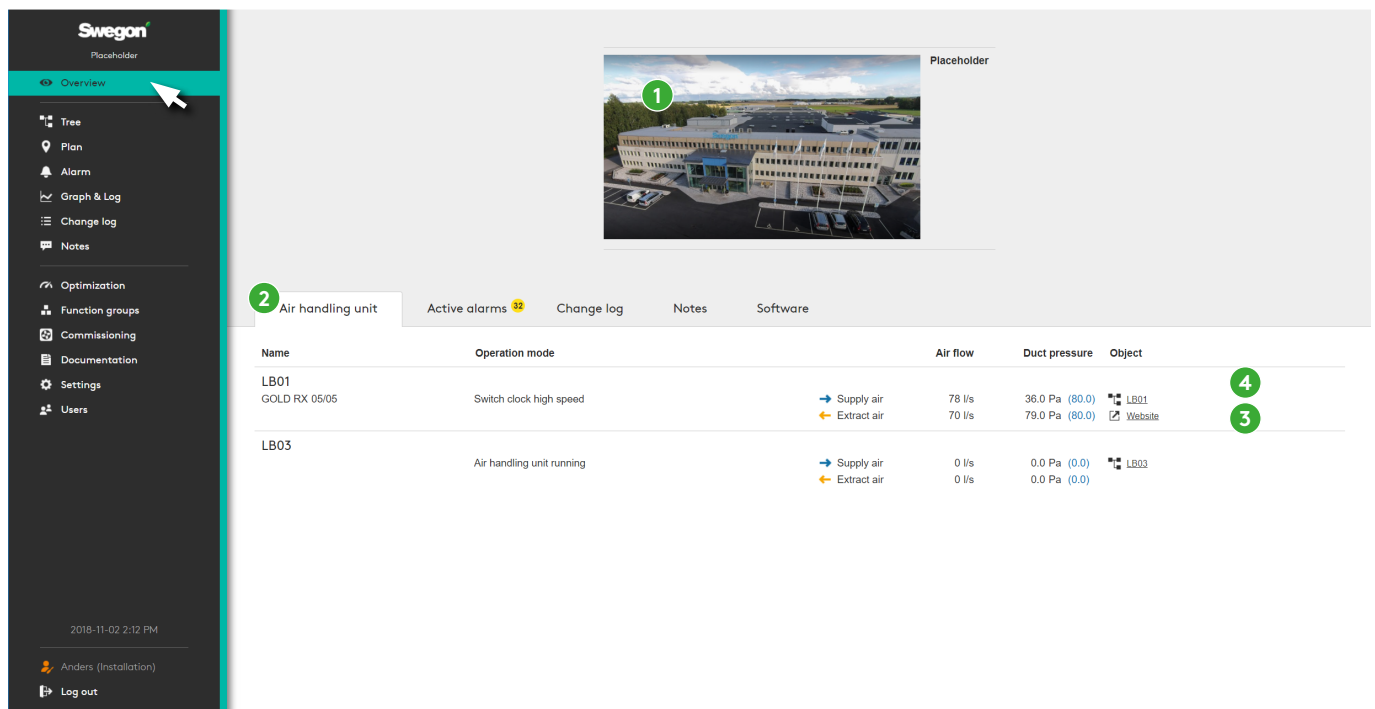 Swegon
Placeholder
Overview
Tree
Plan
Alarm
Graph & Log
Change log
Notes
Optimization
Function groups
Commissioning
Documentation
Settings
Users
2018-11-02 2:12 PM
Anders (Installation)
Log out
1
Swegon
Placeholder
2
Air handling unit
Active alarms 32
Change log
Notes
Software
Name Operation mode Air flow Duct pressure Object
LB01
4
GOLD RX 05/05 Switch clock high speed Supply air 78 l/s 36.0 Pa (80.0) LB01
Extract air 70 l/s 79.0 Pa (80.0) Website
3
LB03
Air handling unit running Supply air 0 l/s 0.0 Pa (0.0) LB03
Extract air 0 l/s 0.0 Pa (0.0)